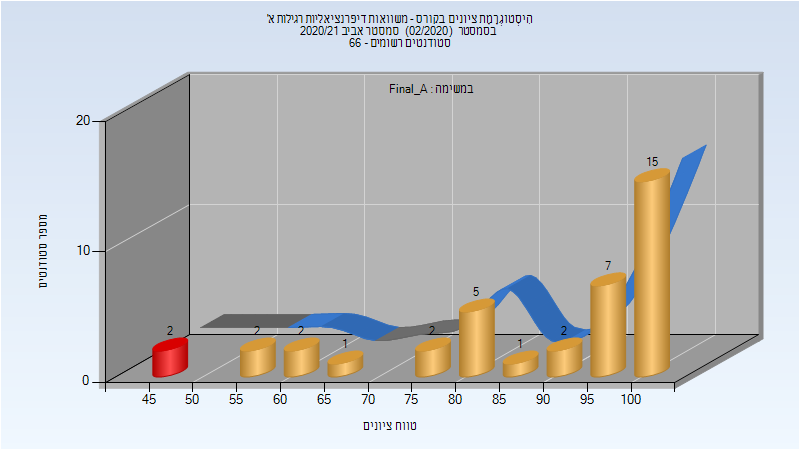 הִיסְטוֹגְרָמַת ציונים בקורס - משוואות דיפרנציאליות רגילות א'
בסמסטר (02/2020) סמסטר אביב 2020/21
סטודנטים רשומים - 66
במשימה : Final_A
20
10
0
מספר סטודנטים
2
2
2
1
2
5
1
2
7
15
45 50 55 60 65 70 75 80 85 90 95 100
טווח ציונים